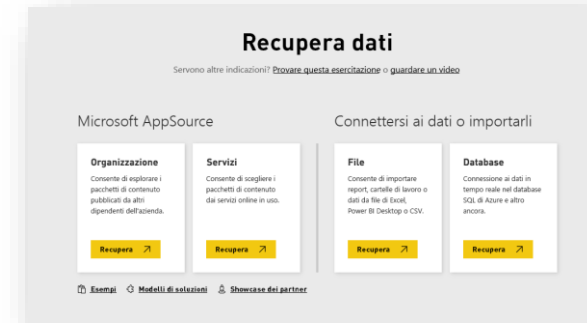 Recupera dati
Servono altre indicazioni? Provare questa esercitazione o guardare un video
Microsoft AppSource
Organizzazione
Consente di esplorare i
pacchetti di contenuto
pubblicati da altri
dipendenti dell'azienda.
Recupera
Servizi
Consente di scegliere i
pacchetti di contenuto
dai servizi online in uso.
Recupera
Connettersi ai dati o importarli
File
Consente di importare
report, cartelle di lavoro o
dati da file di Excel,
Power BI Desktop o CSV.
Recupera
Database
Connessione ai dati in
tempo reale nel database
SQL di Azure e altro
ancora.
Recupera
Esempi Modelli di soluzioni Showcase dei partner